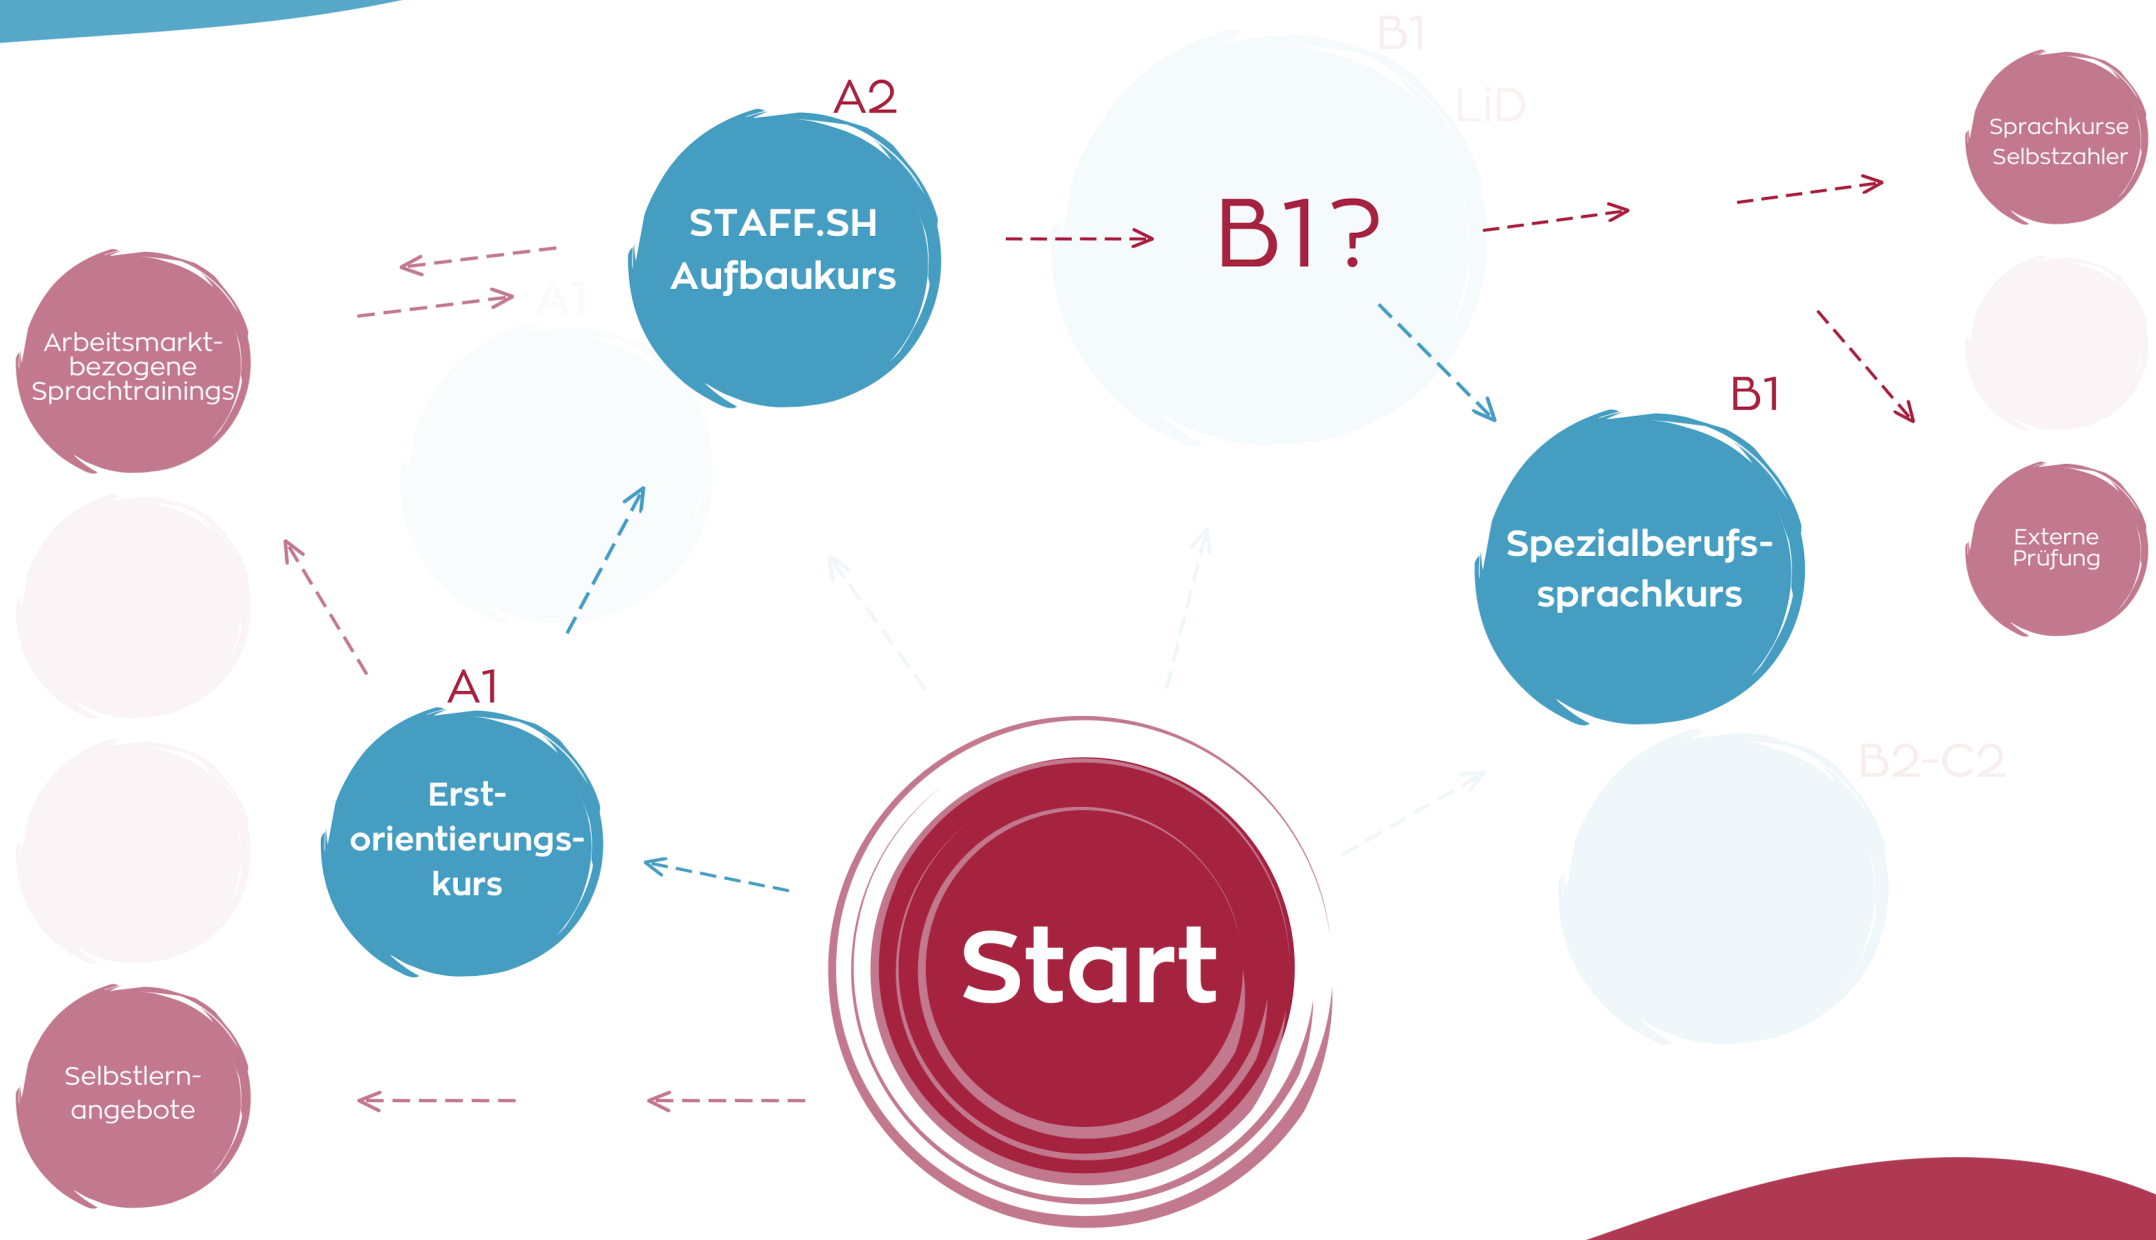 B1
LiD
A2
STAFF.SH
Aufbaukurs
B1?
Sprachkurse
Selbstzahler
A1
Arbeitsmarkt-
bezogene
Sprachtrainings
B1
Spezialberufs-
sprachkurs
Externe
Prüfung
A1
Erst-
orientierungs-
kurs
B2-C2
Start
Selbstlern-
angebote